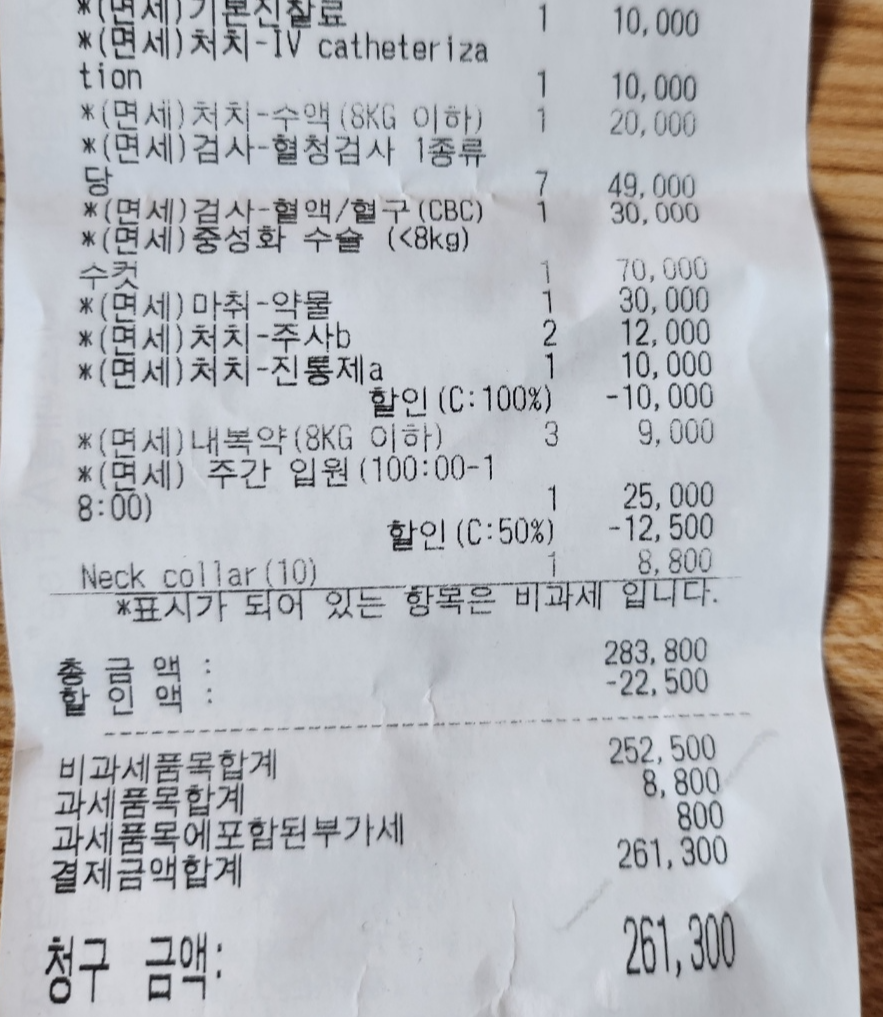 *(면세)기본진찰료 1 10,000
*(면세)처치-IV catheteriza
tion 1 10,000
*(면세)처치-수액(8KG 이하) 1 20,000
*(면세)검사-혈청검사 1종류
당 7 49,000
*(면세)검사-혈액/혈구(CBC) 1 30,000
*(면세)중성화 수술 (<8kg)
수컷 1 70,000
*(면세)마취-약물 1 30,000
*(면세)처치-주사b 2 12,000
*(면세)처치-진통제a 1 10,000
할인(C:100%) -10,000
*(면세)내복약(8KG 이하) 3 9,000
*(면세) 주간 입원(100:00-1
8:00) 1 25,000
할인(C:50%) -12,500
Neck collar(10) 1 8,800
*표시가 되어 있는 항목은 비과세 입니다.
총 금 액 : 283,800
할 인 액 : -22,500
비과세품목합계 252,500
과세품목합계 8,800
과세품목에포함된부가세 800
결제금액합계 261,300
청구 금액: 261,300